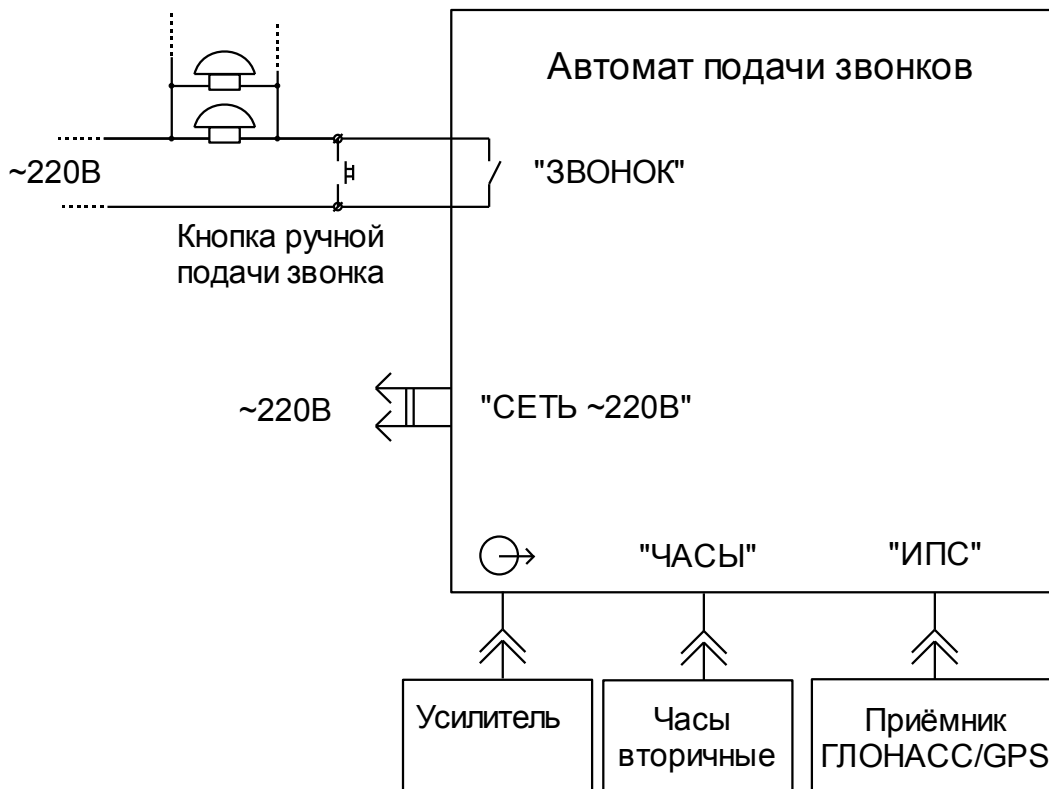 Автомат подачи звонков
~220В
"ЗВОНОК"
Кнопка ручной
подачи звонка
~220В
"СЕТЬ ~220В"
"ЧАСЫ"
"ИПС"
Усилитель
Часы
вторичные
Приёмник
ГЛОНАСС/GPS